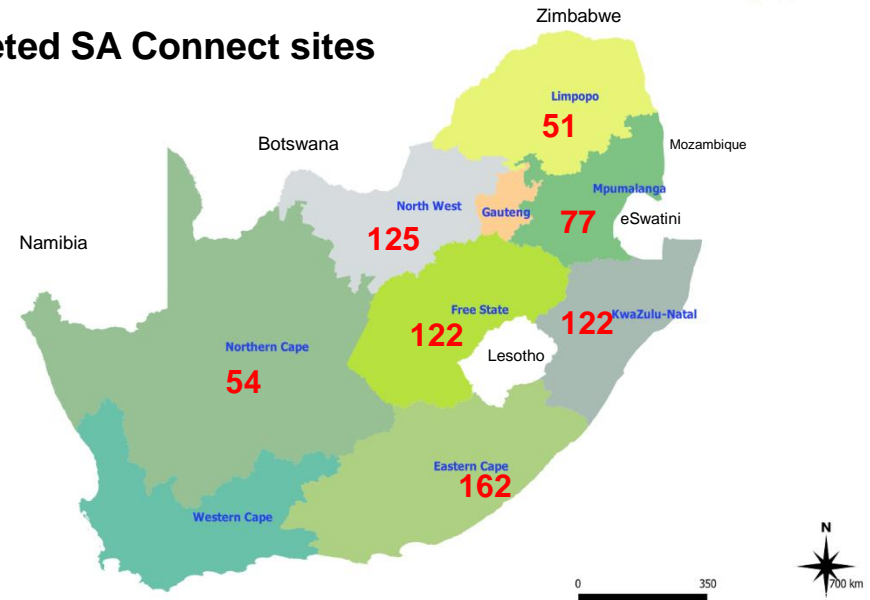 Zimbabwe
eted SA Connect sites
Limpopo
51
Botswana
Mozambique
Mpumalanga
North West
Gauteng
77
eSwatini
125
Namibia
Free State
122
KwaZulu-Natal
122
Northern Cape
Lesotho
54
Eastern Cape
162
Western Cape
N
0
350
700 km